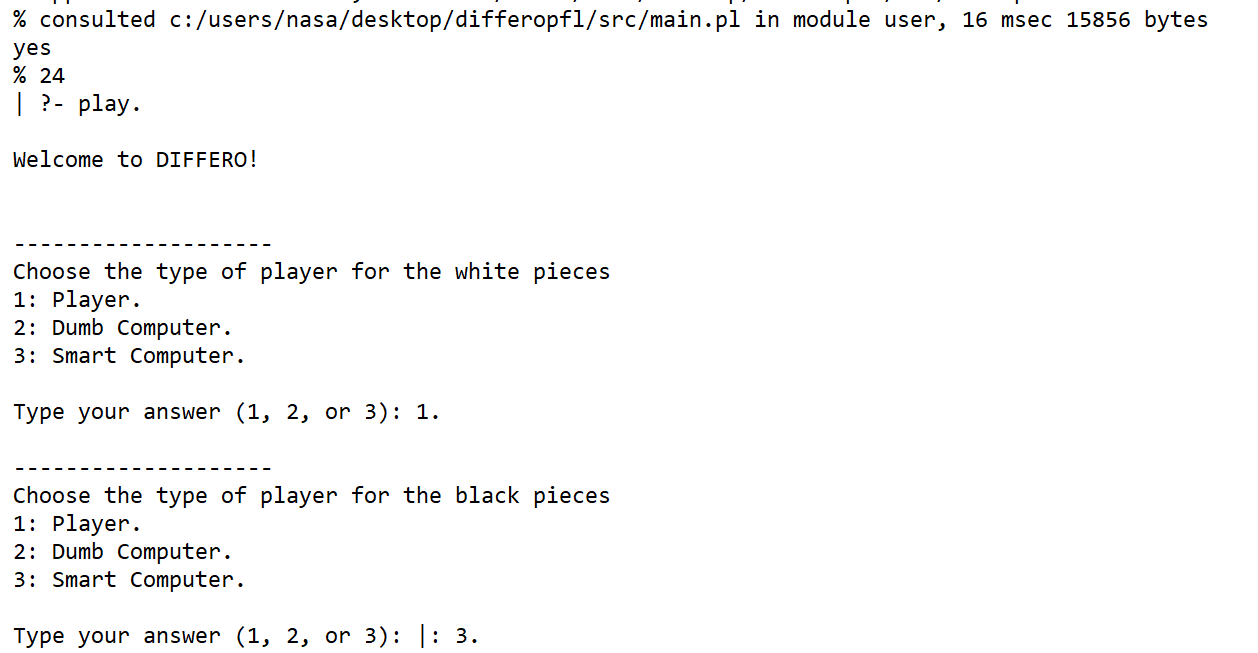 % consulted c:/users/nasa/desktop/differopfl/src/main.pl in module user, 16 msec 15856 bytes
yes
% 24
| ?- play.
Welcome to DIFFERO!
--------------------
Choose the type of player for the white pieces
1: Player.
2: Dumb Computer.
3: Smart Computer.
Type your answer (1, 2, or 3): 1.
--------------------
Choose the type of player for the black pieces
1: Player.
2: Dumb Computer.
3: Smart Computer.
Type your answer (1, 2, or 3): |: 3.